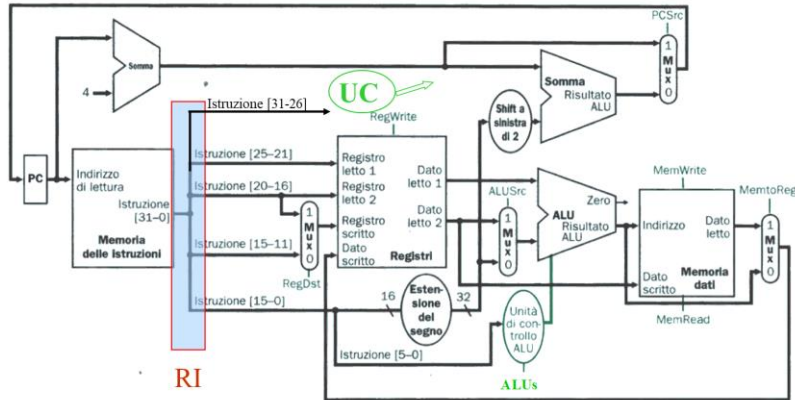 PCSrc
1
Mux
0
Somma
4
Somma
Risultato
ALU
UC
Istruzione [31-26]
RegWrite
Shift a
sinistra
di 2
PC
Indirizzo
di lettura
Istruzione
[31–0]
Memoria
delle istruzioni
Istruzione [25–21]
Istruzione [20–16]
Istruzione [15–11]
Istruzione [15–0]
1
Mux
0
RegDst
Registro
letto 1
Registro
letto 2
Registro
scritto
Dato
scritto
Dato
letto 1
Dato
letto 2
Registri
ALUSrc
1
Mux
0
Zero
ALU
Risultato
ALU
MemWrite
Indirizzo
Dato
letto
Dato
scritto
Memoria
dati
MemRead
MemtoReg
1
Mux
0
16
Estensione
del
segno
32
Istruzione [5–0]
Unità
di con-
trollo
ALU
RI
ALUs